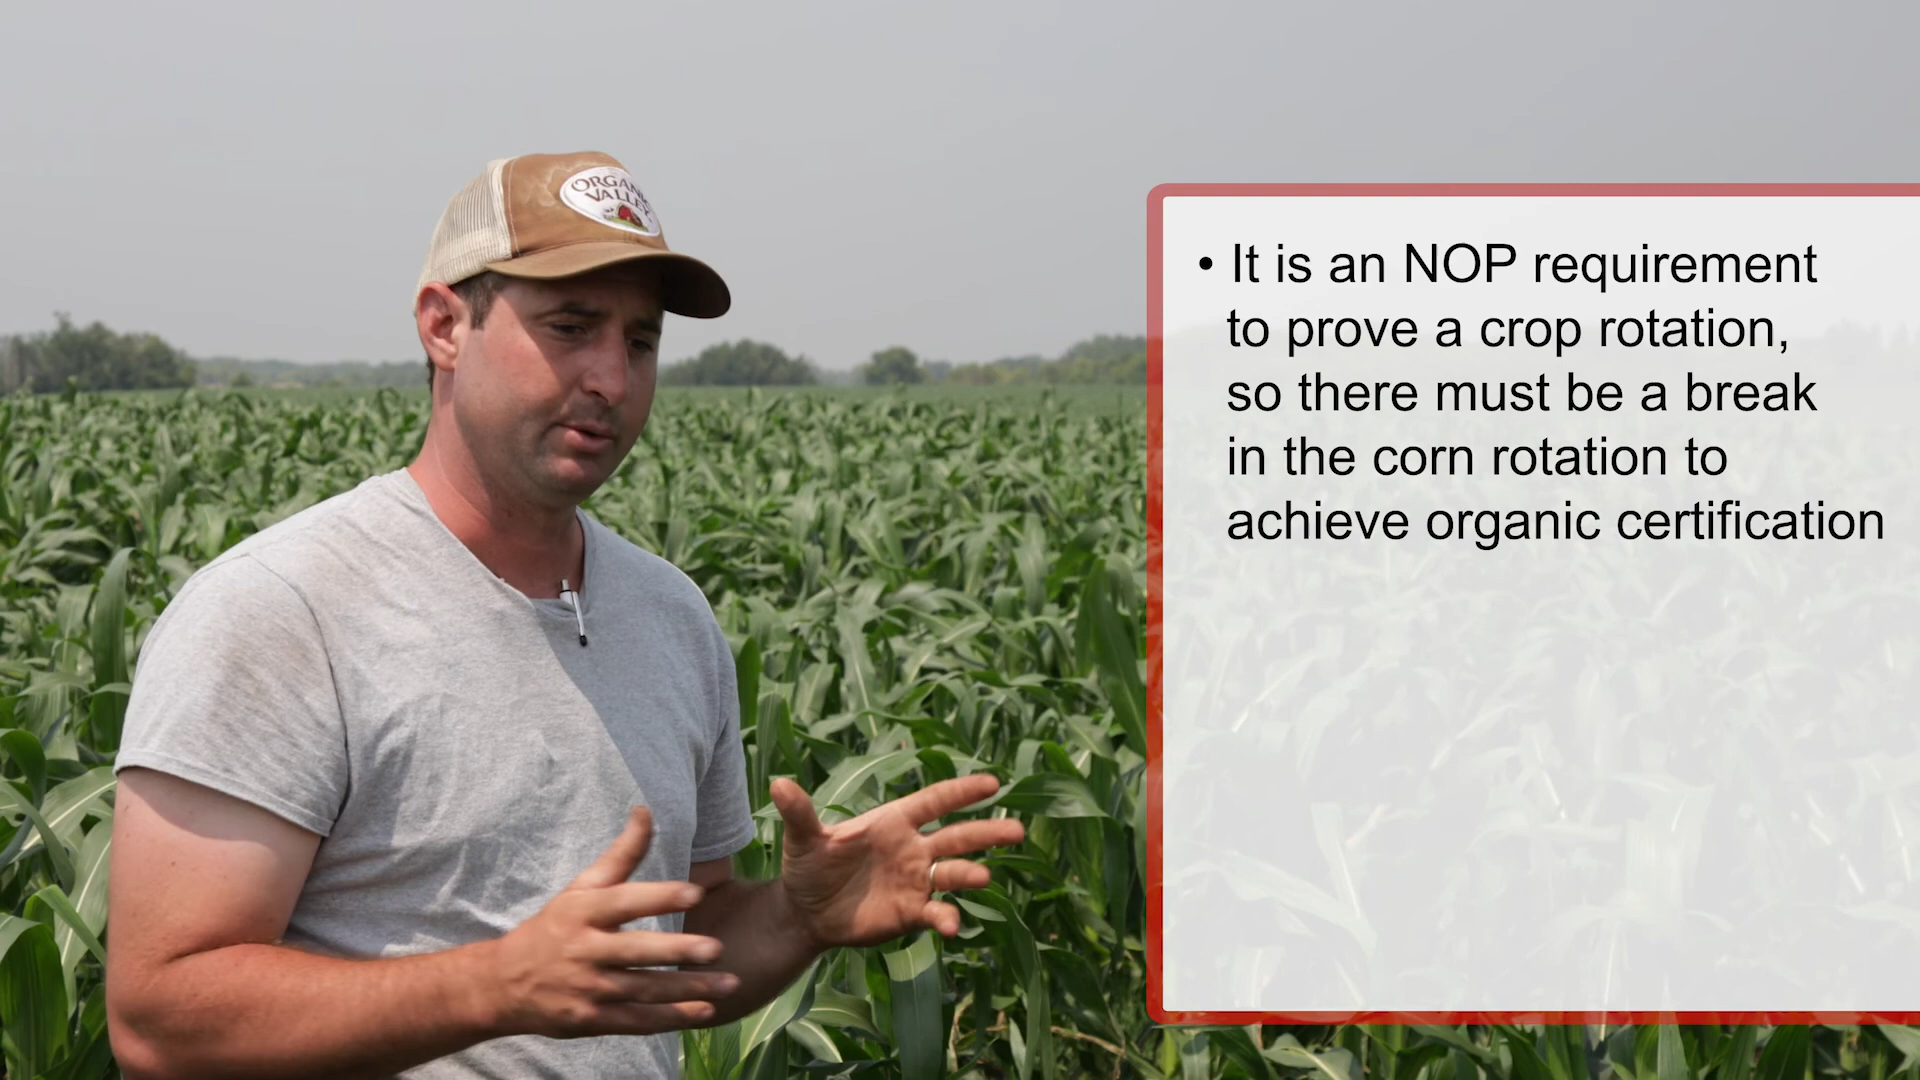 ORGANIC
VALLEY
• It is an NOP requirement
to prove a crop rotation,
so there must be a break
in the corn rotation to
achieve organic certification